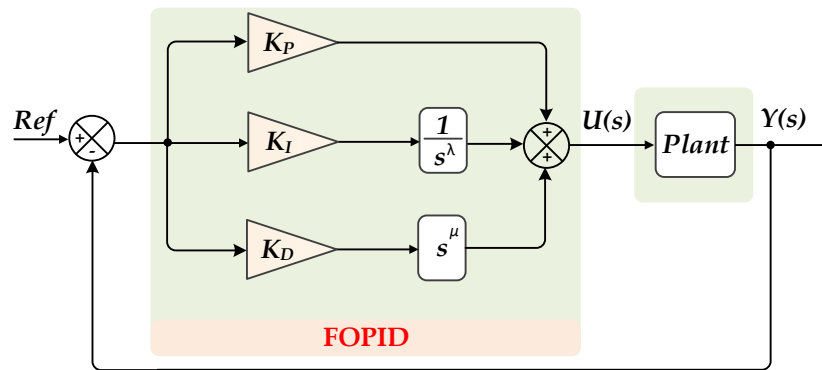 K_P
Ref
+
-
K_I
1
s^λ
+
+
+
U(s)
Plant
Y(s)
K_D
s^μ
FOPID